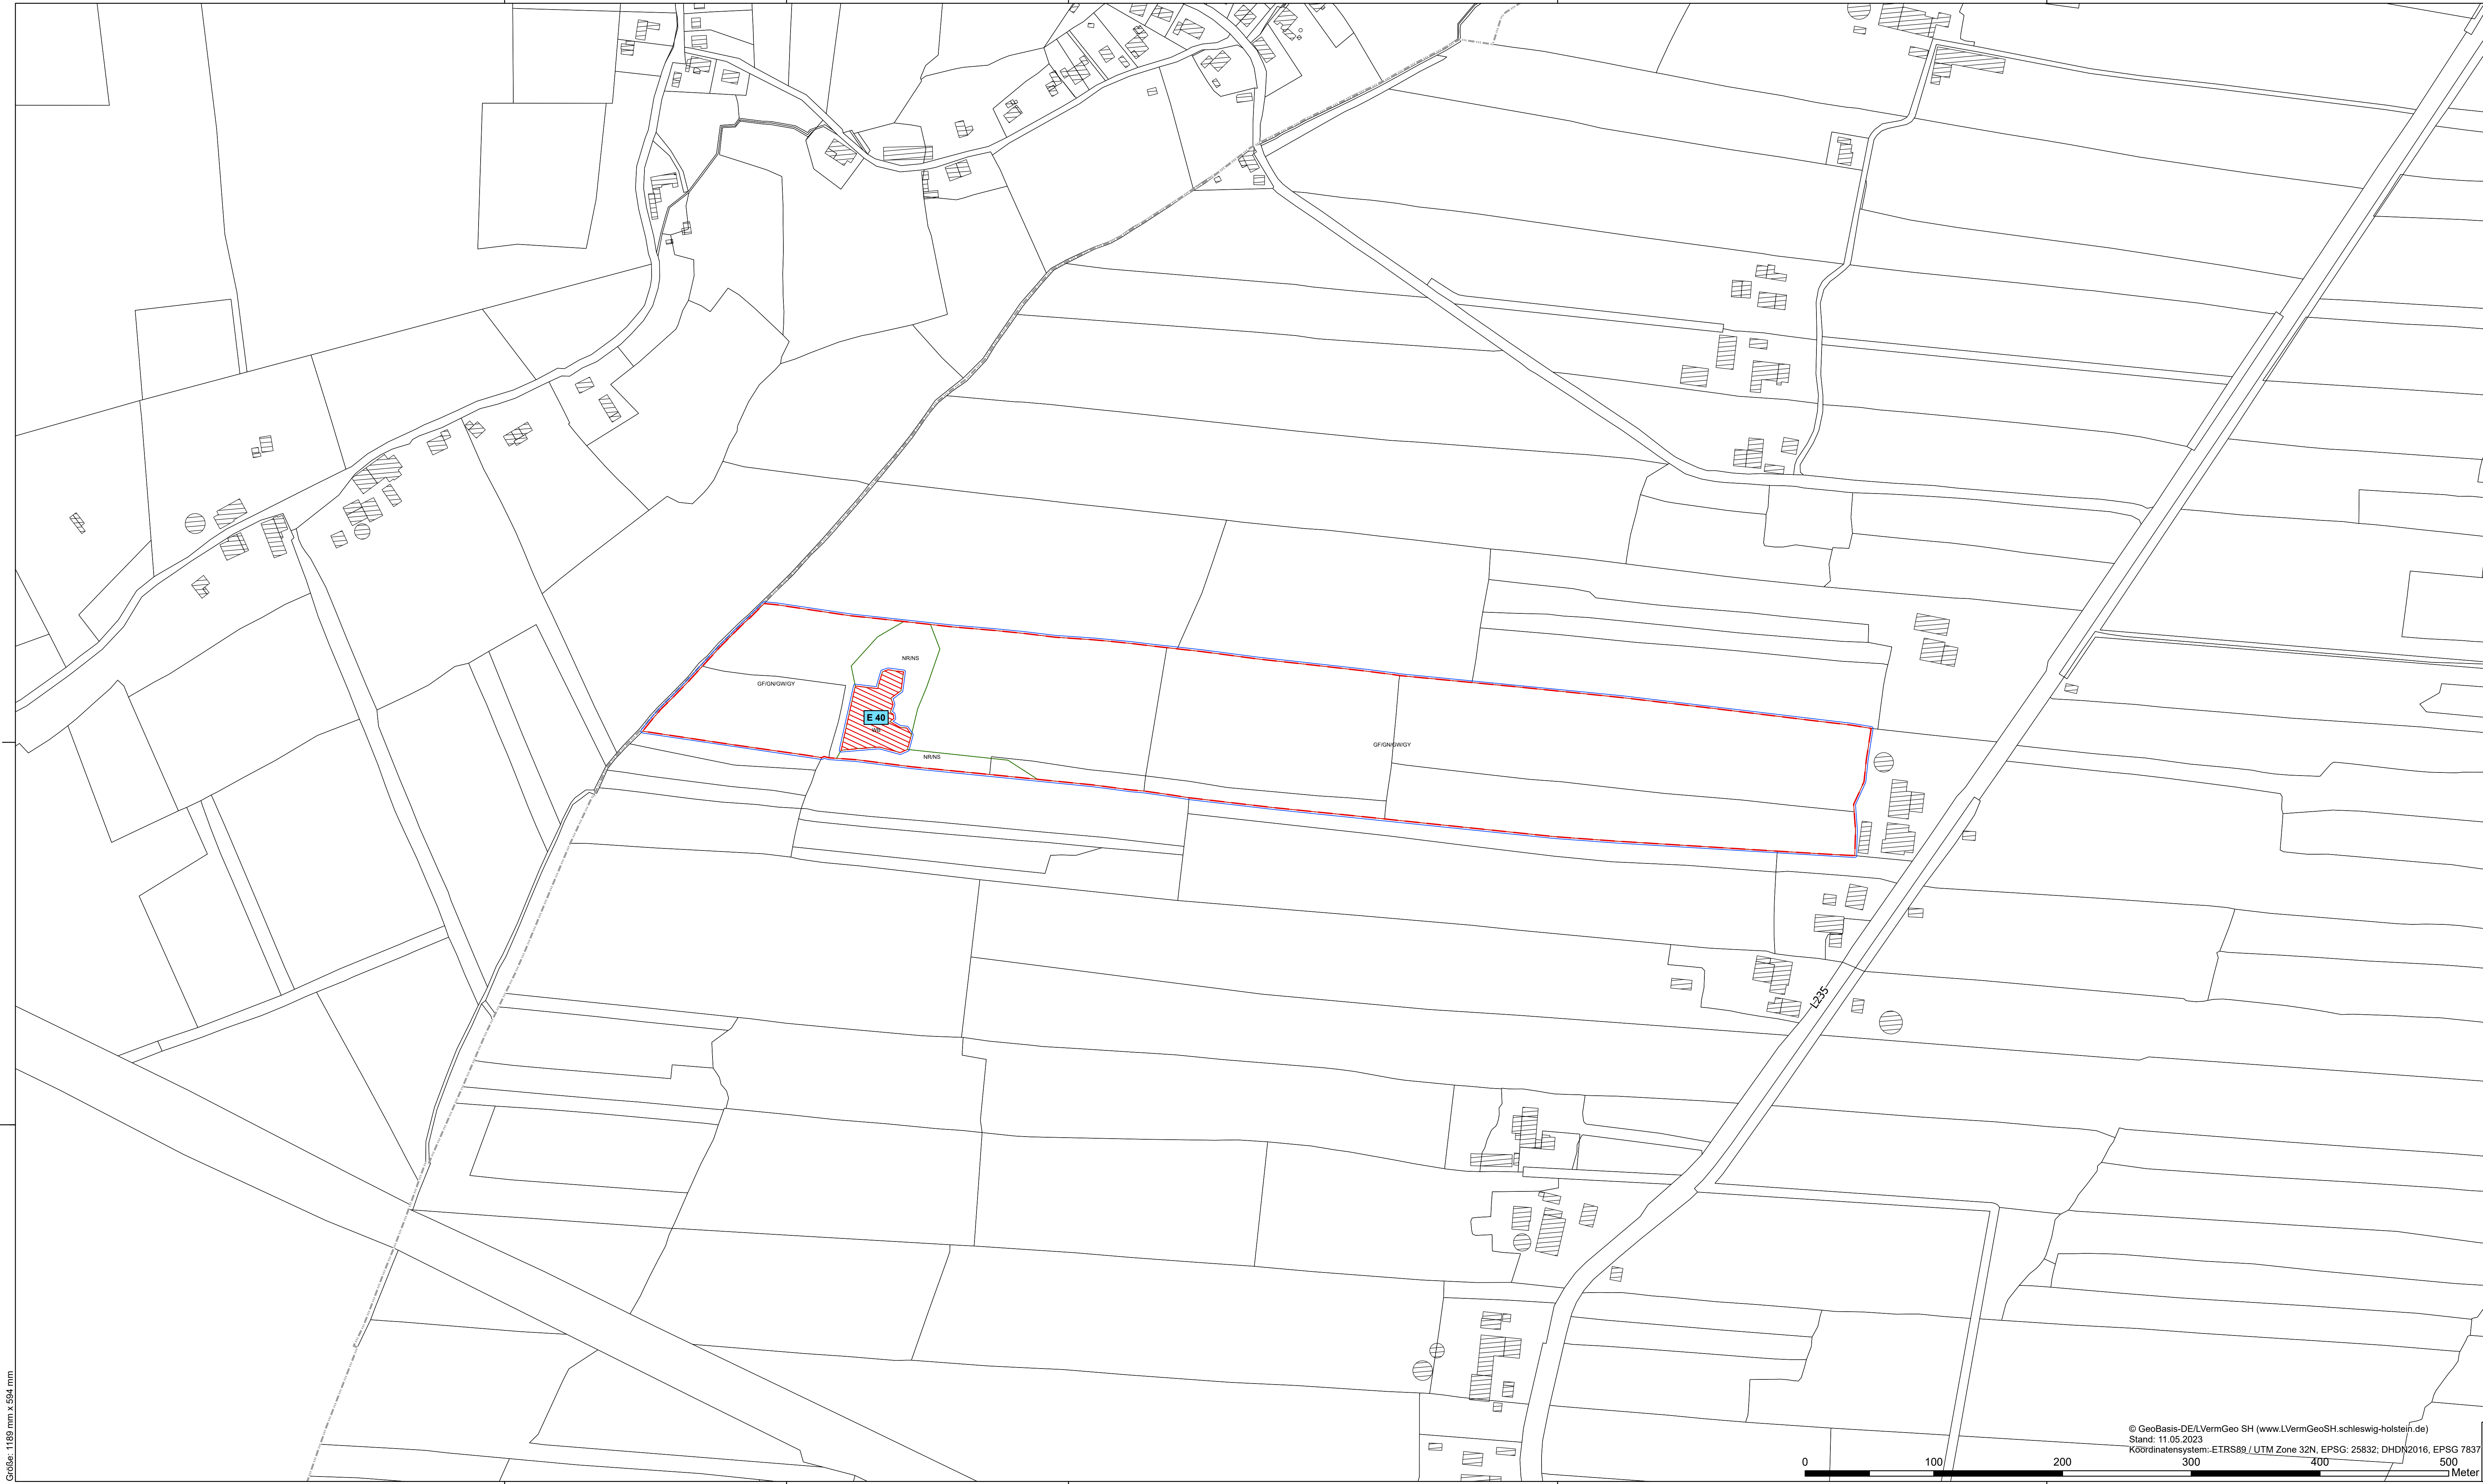 NR/NS
GF/GN/GW/GY
E 40
WB
NR/NS
GF/GN/GW/GY
L235
Größe: 1189 mm x 594 mm
© GeoBasis-DE/LVermGeo SH (www.LVermGeoSH.schleswig-holstein.de)
Stand: 11.05.2023
Koordinatensystem: ETRS89 / UTM Zone 32N, EPSG: 25832; DHDN2016, EPSG 7837
0 100 200 300 400 500
Meter